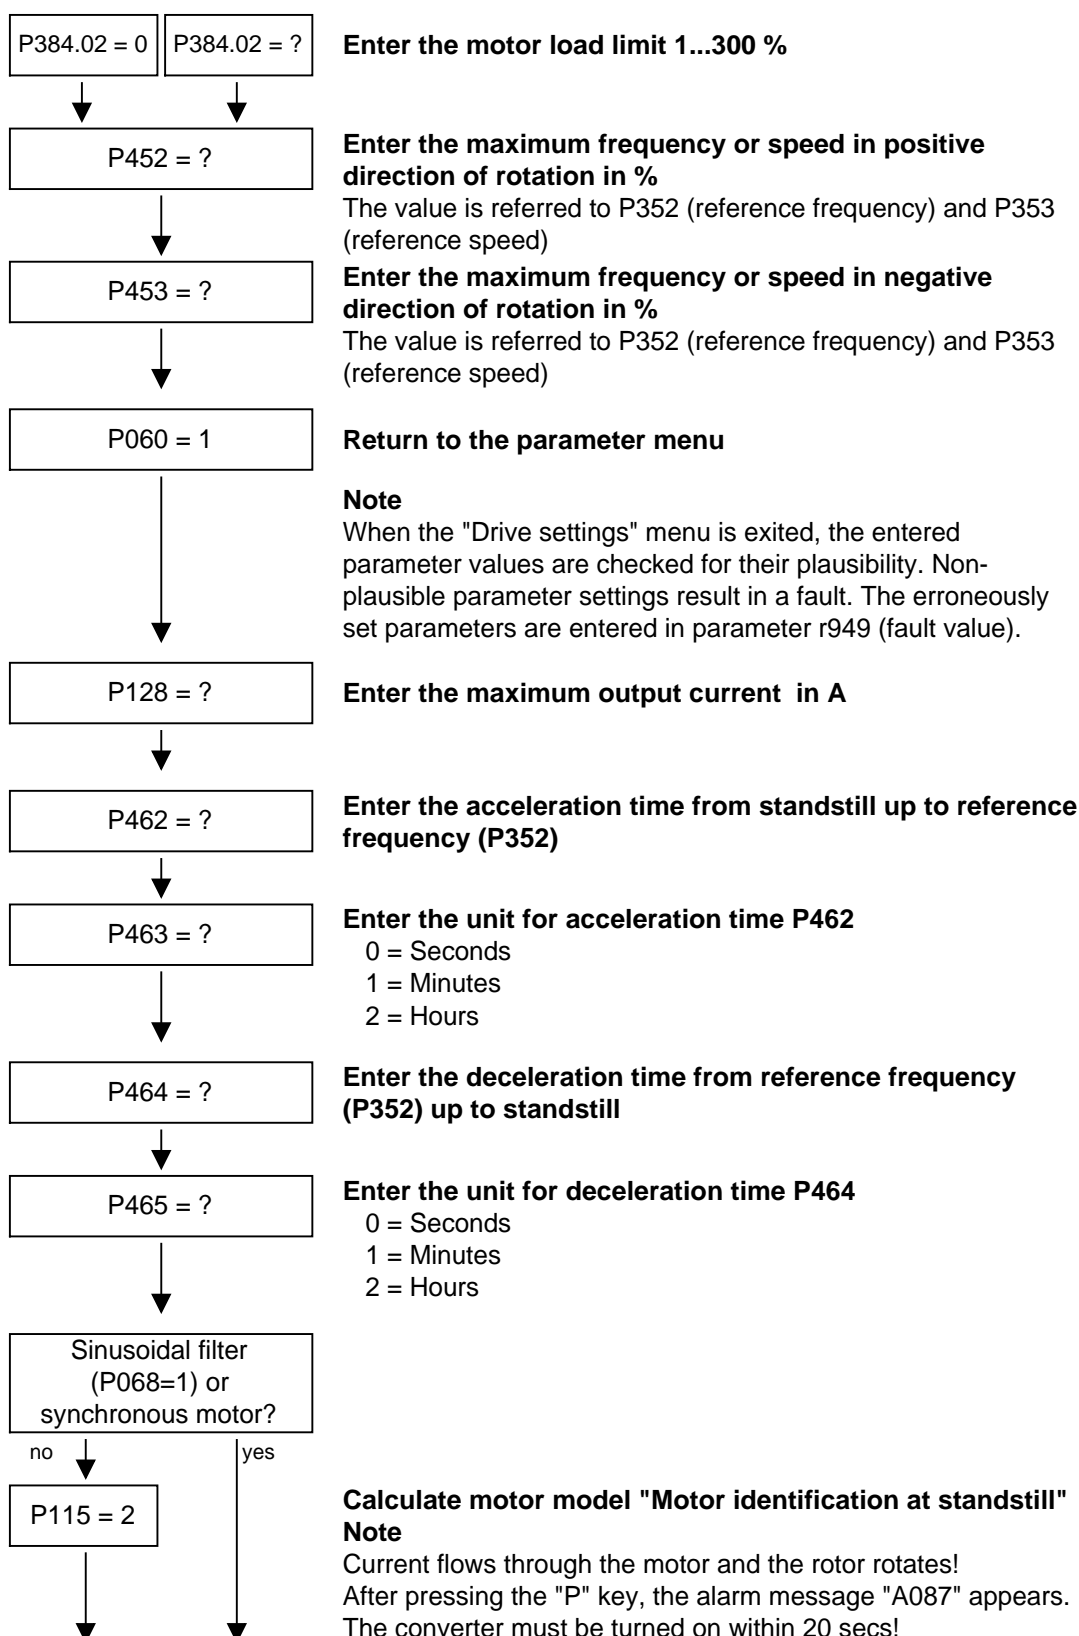 P384.02 = 0 P384.02 = ? Enter the motor load limit 1...300 %
P452 = ?
Enter the maximum frequency or speed in positive
direction of rotation in %
The value is referred to P352 (reference frequency) and P353
(reference speed)
P453 = ?
Enter the maximum frequency or speed in negative
direction of rotation in %
The value is referred to P352 (reference frequency) and P353
(reference speed)
P060 = 1 Return to the parameter menu
Note
When the "Drive settings" menu is exited, the entered
parameter values are checked for their plausibility. Non-
plausible parameter settings result in a fault. The erroneously
set parameters are entered in parameter r949 (fault value).
P128 = ? Enter the maximum output current in A
P462 = ?
Enter the acceleration time from standstill up to reference
frequency (P352)
P463 = ?
Enter the unit for acceleration time P462
0 = Seconds
1 = Minutes
2 = Hours
P464 = ?
Enter the deceleration time from reference frequency
(P352) up to standstill
P465 = ?
Enter the unit for deceleration time P464
0 = Seconds
1 = Minutes
2 = Hours
Sinusoidal filter
(P068=1) or
synchronous motor?
no yes
P115 = 2
Calculate motor model "Motor identification at standstill"
Note
Current flows through the motor and the rotor rotates!
After pressing the "P" key, the alarm message "A087" appears.
The converter must be turned on within 20 secs!